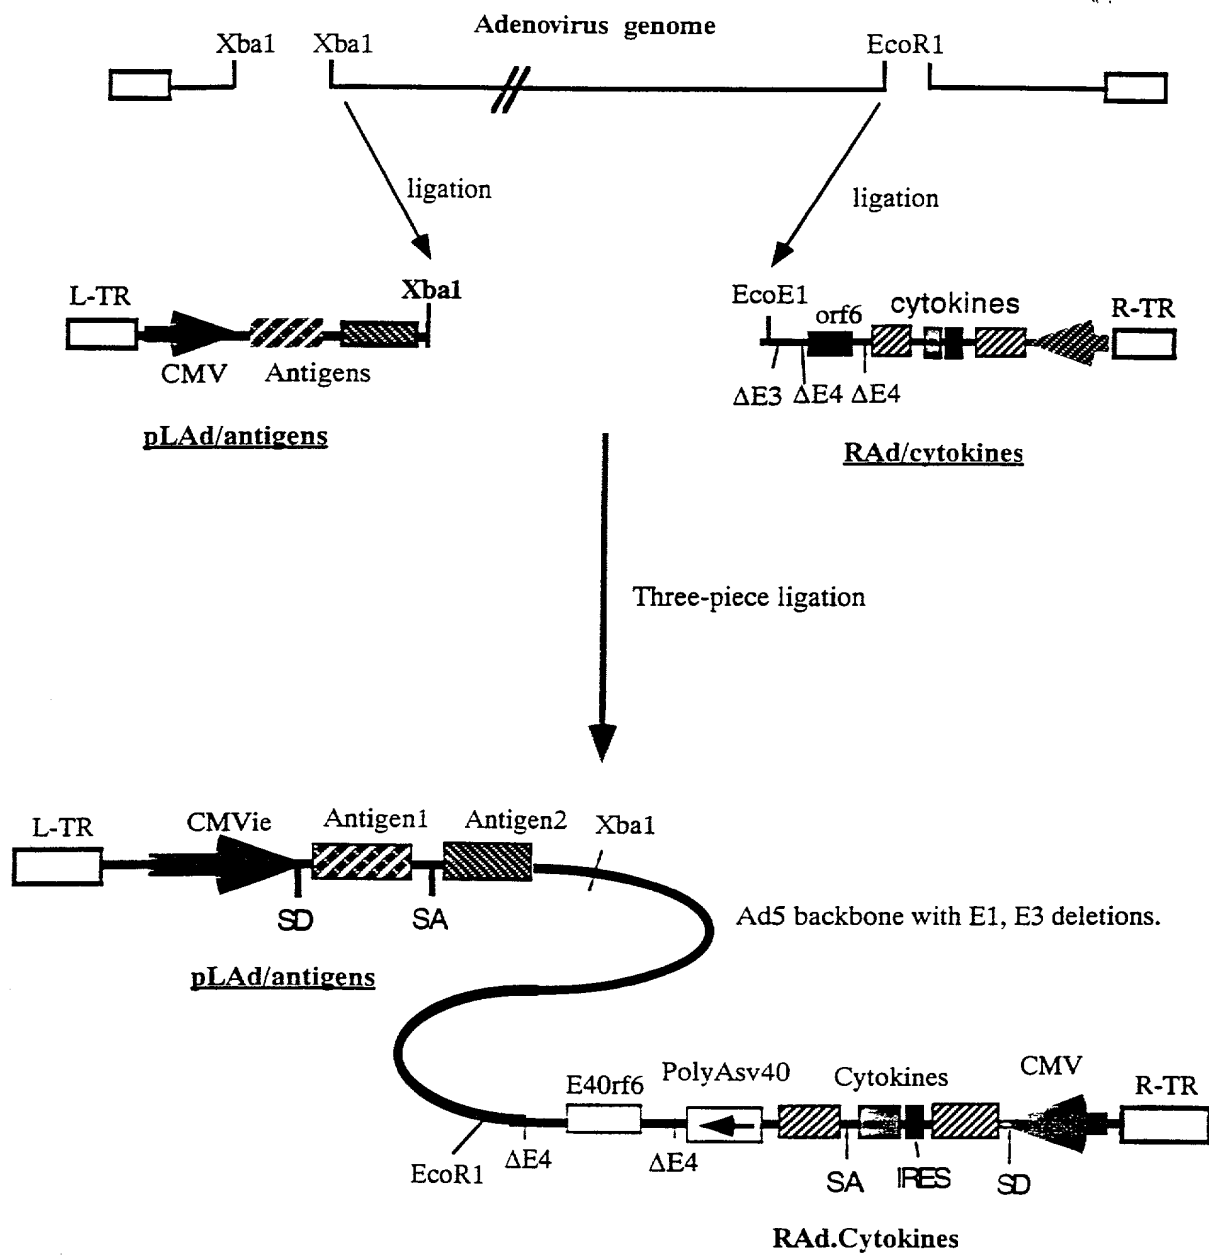 Adenovirus genome
Xba1 Xba1 EcoR1
ligation ligation
L-TR Xba1 EcoE1 orf6 cytokines R-TR
CMV Antigens ΔE3 ΔE4 ΔE4
pLAd/antigens RAd/cytokines
Three-piece ligation
L-TR CMVie Antigen1 Antigen2 Xba1
SD SA
Ad5 backbone with E1, E3 deletions.
pLAd/antigens
E40rf6 PolyAsv40 Cytokines CMV R-TR
EcoR1 ΔE4 ΔE4 SA IRES SD
RAd.Cytokines